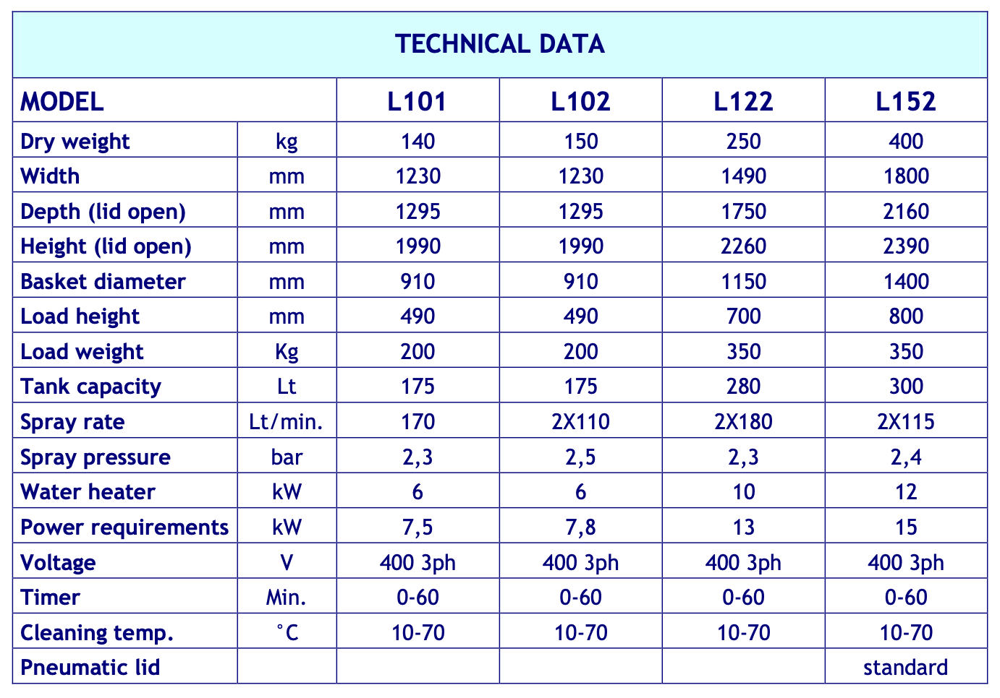 TECHNICAL DATA
MODEL L101 L102 L122 L152
Dry weight kg 140 150 250 400
Width mm 1230 1230 1490 1800
Depth (lid open) mm 1295 1295 1750 2160
Height (lid open) mm 1990 1990 2260 2390
Basket diameter mm 910 910 1150 1400
Load height mm 490 490 700 800
Load weight Kg 200 200 350 350
Tank capacity Lt 175 175 280 300
Spray rate Lt/min. 170 2X110 2X180 2X115
Spray pressure bar 2,3 2,5 2,3 2,4
Water heater kW 6 6 10 12
Power requirements kW 7,5 7,8 13 15
Voltage V 400 3ph 400 3ph 400 3ph 400 3ph
Timer Min. 0-60 0-60 0-60 0-60
Cleaning temp. °C 10-70 10-70 10-70 10-70
Pneumatic lid standard